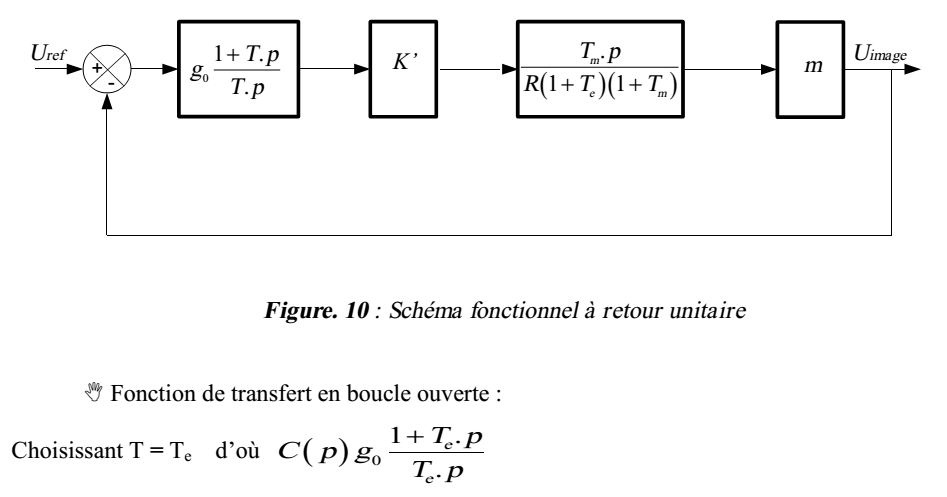 Uref
+
-
g₀ (1 + T.p)/(T.p)
K’
Tₘ.p/(R(1 + Tₑ)(1 + Tₘ))
m
Uimage
Figure. 10 : Schéma fonctionnel à retour unitaire
🖑 Fonction de transfert en boucle ouverte :
Choisissant T = Tₑ d’où C(p) g₀ (1 + Tₑ.p)/(Tₑ.p)